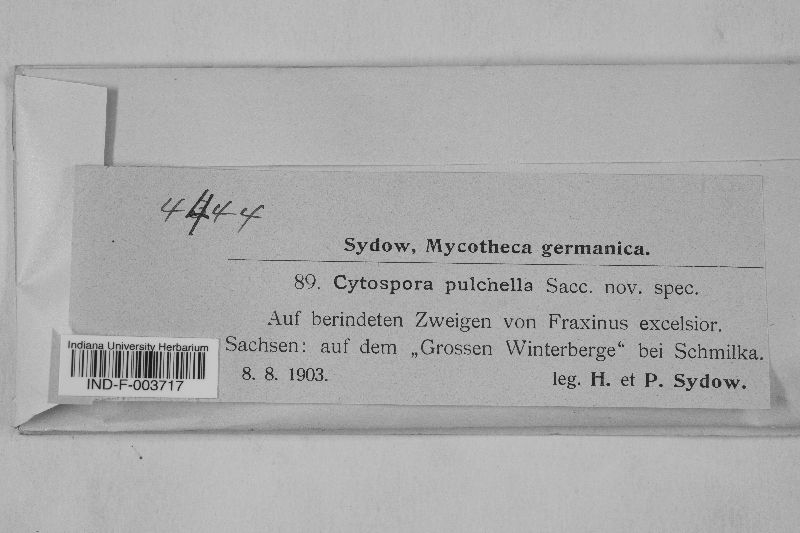 4444
Sydow, Mycotheca germanica.
89. Cytospora pulchella Sacc. nov. spec.
Auf berindeten Zweigen von Fraxinus excelsior.
Sachsen: auf dem „Grossen Winterberge“ bei Schmilka.
8. 8. 1903. leg. H. et P. Sydow.
Indiana University Herbarium
IND-F-003717